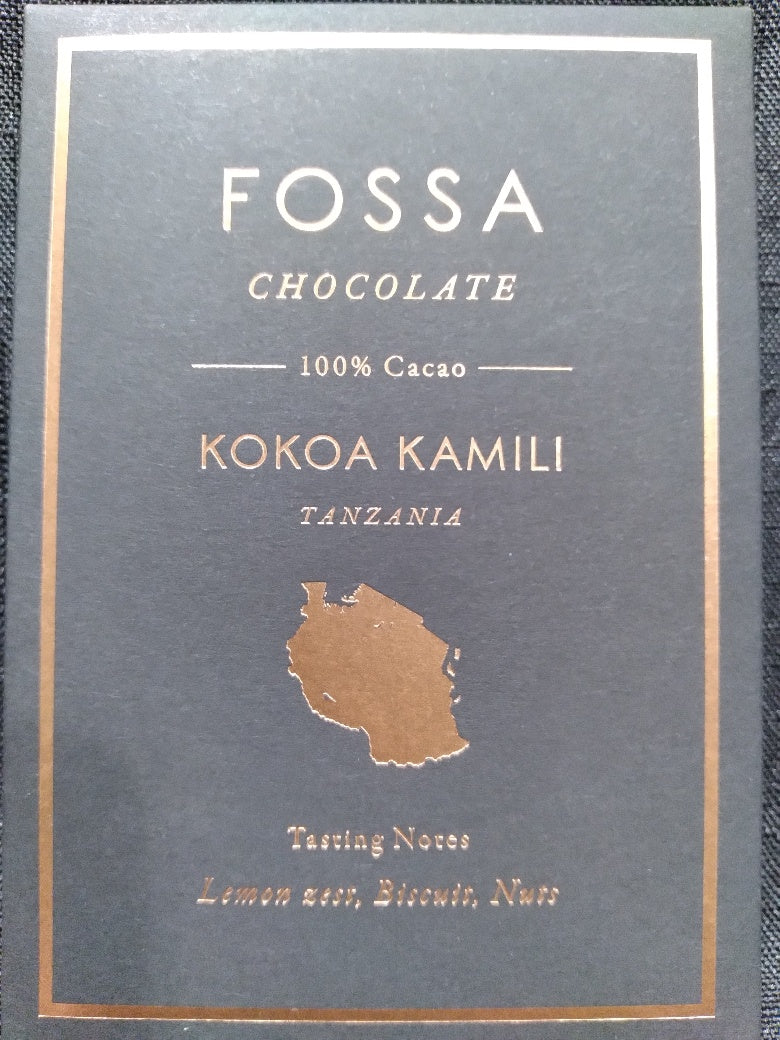 FOSSA
CHOCOLATE
100% Cacao
KOKOA KAMILI
TANZANIA
Tasting Notes
Lemon zest, Biscuit, Nuts